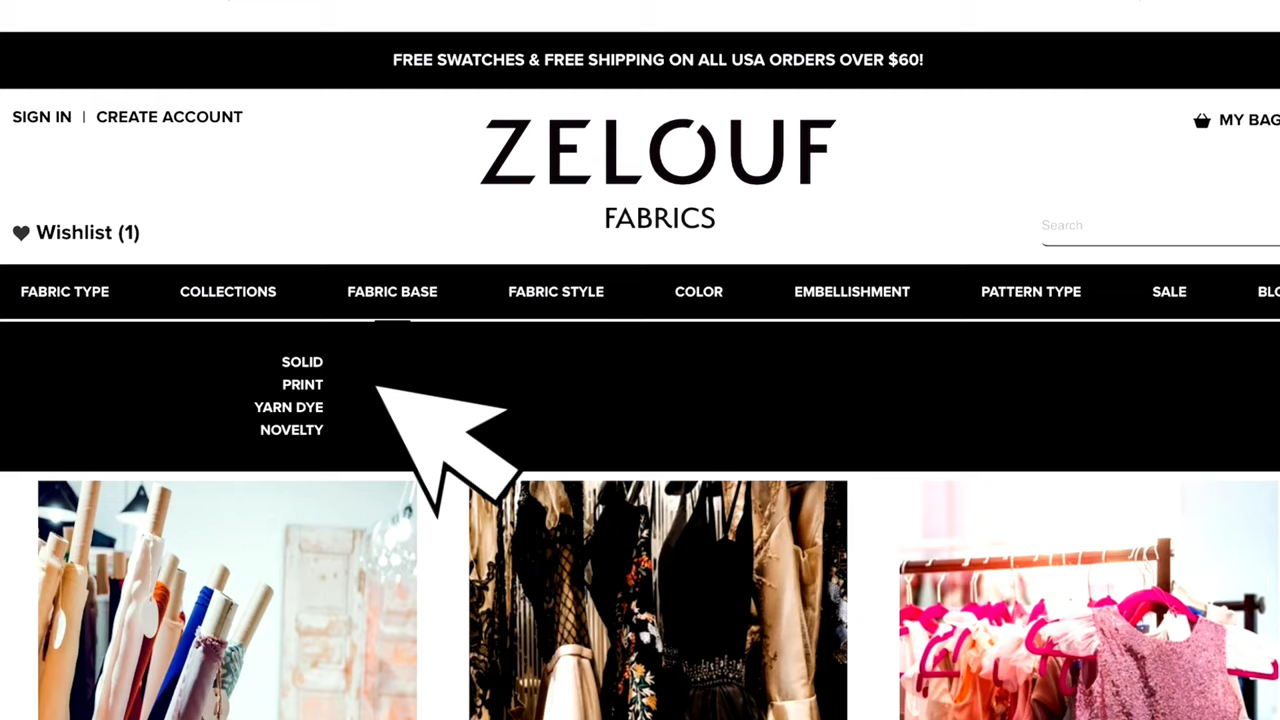 FREE SWATCHES & FREE SHIPPING ON ALL USA ORDERS OVER $60!
SIGN IN | CREATE ACCOUNT
MY BAG
ZELOUF
FABRICS
Wishlist (1)
Search
FABRIC TYPE COLLECTIONS FABRIC BASE FABRIC STYLE COLOR EMBELLISHMENT PATTERN TYPE SALE BLO
SOLID
PRINT
YARN DYE
NOVELTY